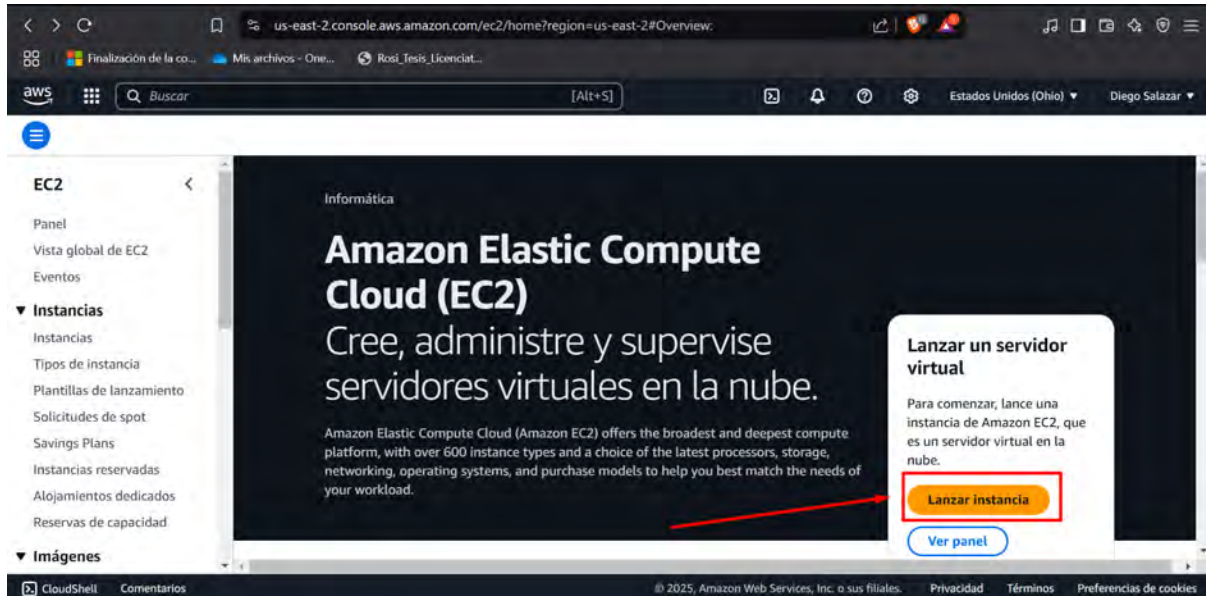 us-east-2.console.aws.amazon.com/ec2/home?region=us-east-2#Overview:
Finalización de la co...
Mis archivos - One...
Rosi_Tesis_Licenciat...
aws
Buscar
[Alt+S]
Estados Unidos (Ohio)
Diego Salazar
EC2
Panel
Vista global de EC2
Eventos
Instancias
Instancias
Tipos de instancia
Plantillas de lanzamiento
Solicitudes de spot
Savings Plans
Instancias reservadas
Alojamientos dedicados
Reservas de capacidad
Imágenes
Informática
Amazon Elastic Compute
Cloud (EC2)
Cree, administre y supervise
servidores virtuales en la nube.
Amazon Elastic Compute Cloud (Amazon EC2) offers the broadest and deepest compute
platform, with over 600 instance types and a choice of the latest processors, storage,
networking, operating systems, and purchase models to help you best match the needs of
your workload.
Lanzar un servidor
virtual
Para comenzar, lance una
instancia de Amazon EC2, que
es un servidor virtual en la
nube.
Lanzar instancia
Ver panel
CloudShell
Comentarios
© 2025, Amazon Web Services, Inc. o sus filiales.
Privacidad
Términos
Preferencias de cookies